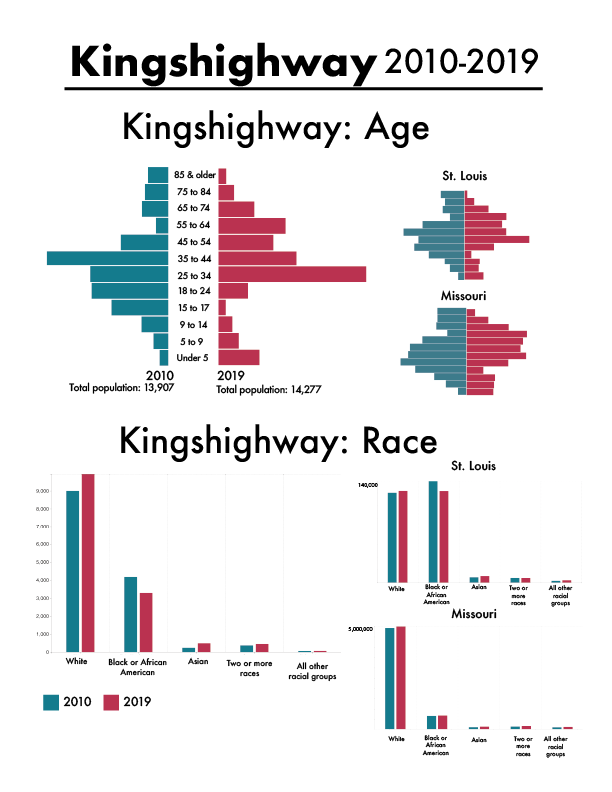 Kingshighway 2010-2019
Kingshighway: Age
85 & older
75 to 84
65 to 74
55 to 64
45 to 54
35 to 44
25 to 34
18 to 24
15 to 17
9 to 14
5 to 9
Under 5
2010
Total population: 13,907
2019
Total population: 14,277
St. Louis
Missouri
Kingshighway: Race
9,000
8,000
7,000
6,000
5,000
4,000
3,000
2,000
1,000
0
White
Black or African
American
Asian
Two or more
races
All other
racial groups
2010
2019
St. Louis
140,000
White
Black or
African
American
Asian
Two or
more
races
All other
racial
groups
Missouri
5,000,000
White
Black or
African
American
Asian
Two or
more
races
All other
racial
groups